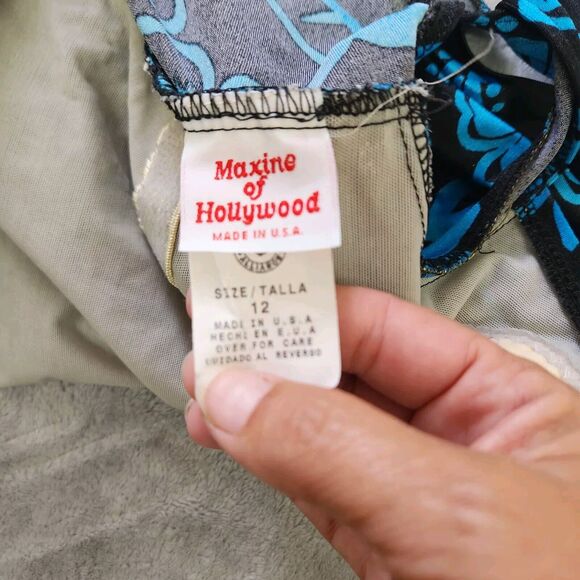 Maxine
of
Hollywood
MADE IN U.S.A.
SIZE/TALLA
12
MADE IN U.S.A
HECHO EN E.U.A
OVER FOR CARE
CUIDADO AL REVERSO